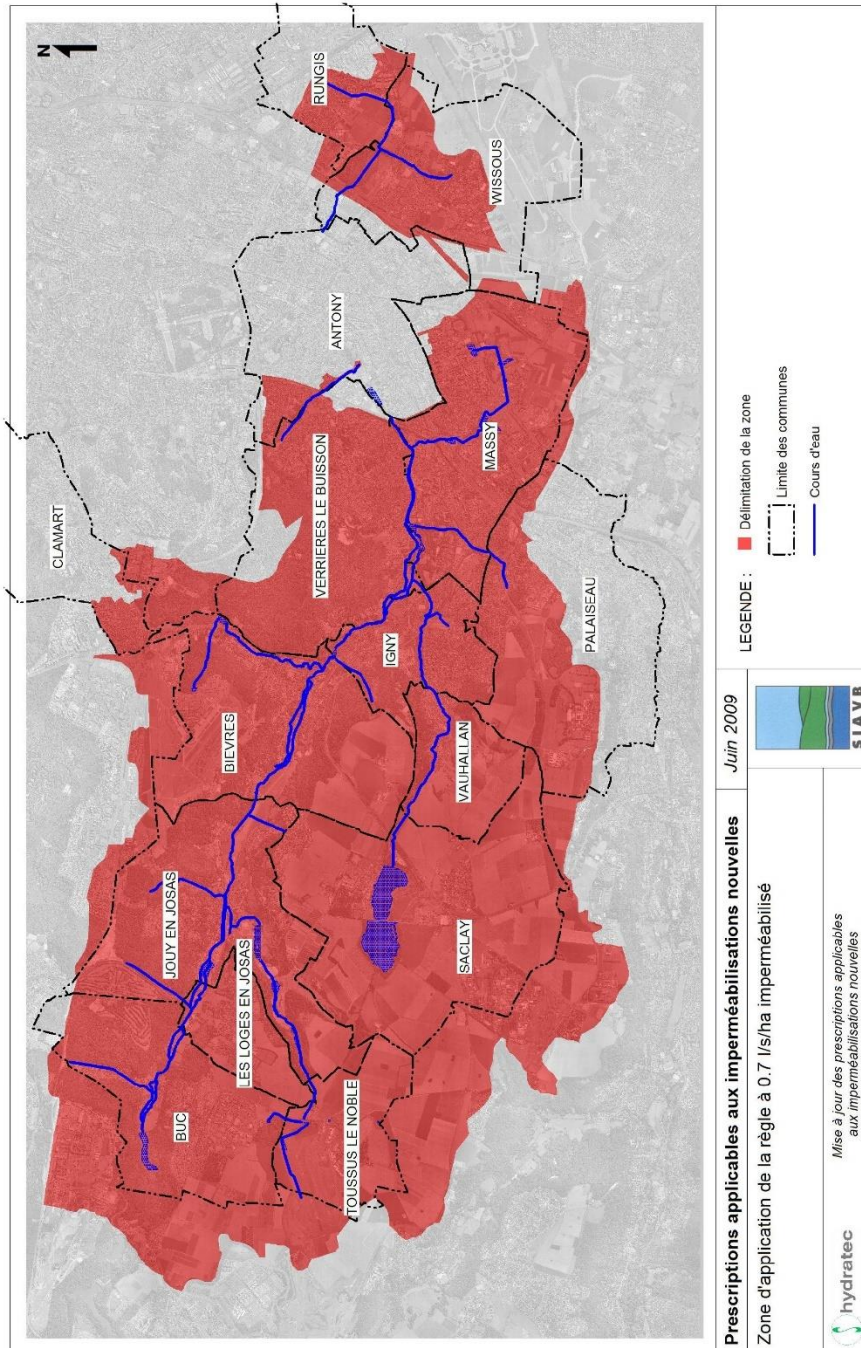 N
RUNGIS
WISSOUS
ANTONY
CLAMART
VERRIERES LE BUISSON
MASSY
PALAISEAU
IGNY
BIEVRES
VAUHALLAN
JOUY EN JOSAS
SACLAY
LES LOGES EN JOSAS
BUC
TOUSSUS LE NOBLE
Prescriptions applicables aux imperméabilisations nouvelles
Juin 2009
Zone d'application de la règle à 0.7 l/s/ha imperméabilisé
LEGENDE :
Délimitation de la zone
Limite des communes
Cours d'eau
hydratec
Mise à jour des prescriptions applicables
aux imperméabilisations nouvelles
SIAVB